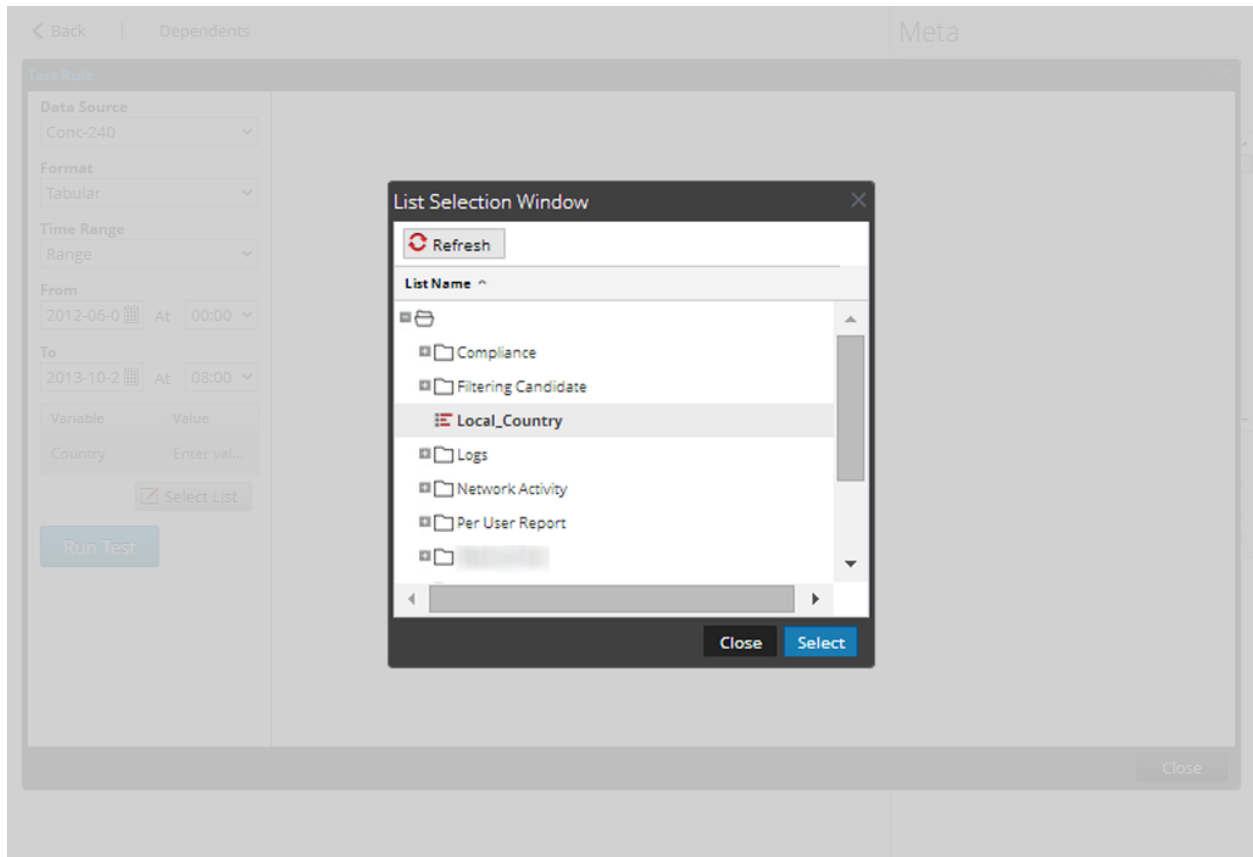 Back | Dependents
Meta
Test Rule
Data Source
Conc-240
Format
Tabular
Time Range
Range
From
2012-06-0 At 00:00
To
2013-10-2 At 08:00
Variable Value
Country Enter val...
Select List
Run Test
List Selection Window
Refresh
List Name
Compliance
Filtering Candidate
Local_Country
Logs
Network Activity
Per User Report
Close Select
Close